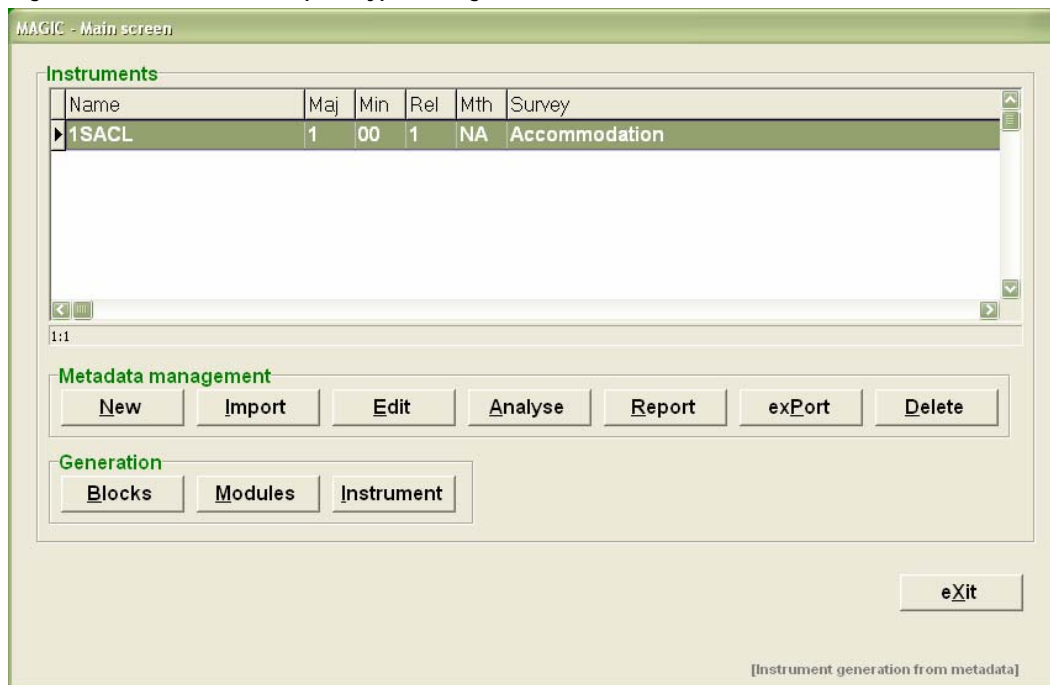 MAGIC - Main screen
Instruments
Name Maj Min Rel Mth Survey
1SACL 1 00 1 NA Accommodation
1:1
Metadata management
New Import Edit Analyse Report exPort Delete
Generation
Blocks Modules Instrument
eXit
[Instrument generation from metadata]